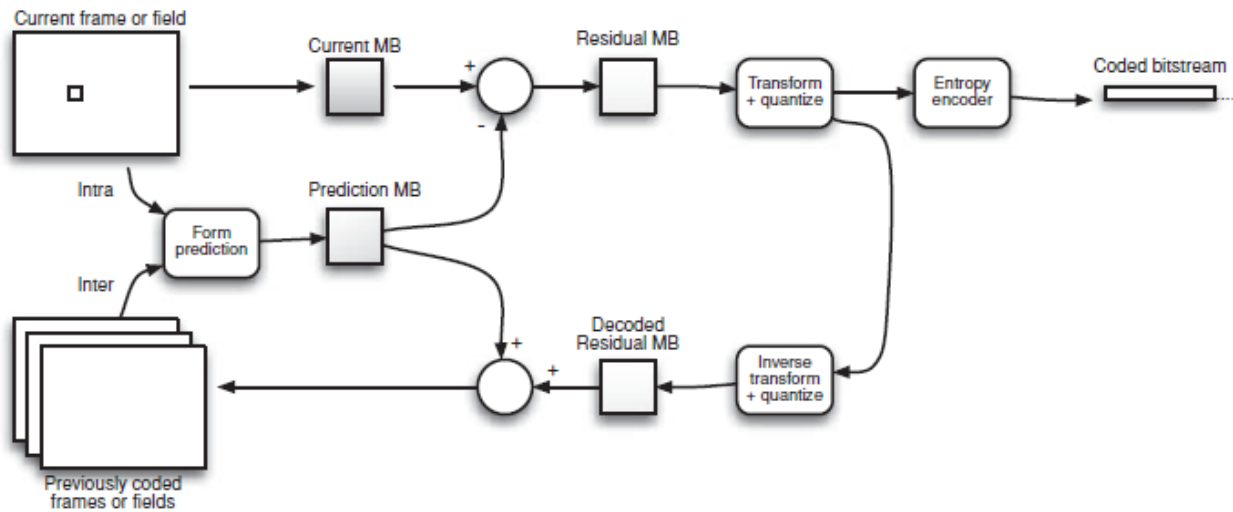 Current frame or field
Current MB
Residual MB
Coded bitstream
+
-
Transform
+ quantize
Entropy
encoder
Intra
Prediction MB
Form
prediction
Inter
Decoded
Residual MB
+
+
Inverse
transform
+ quantize
Previously coded
frames or fields